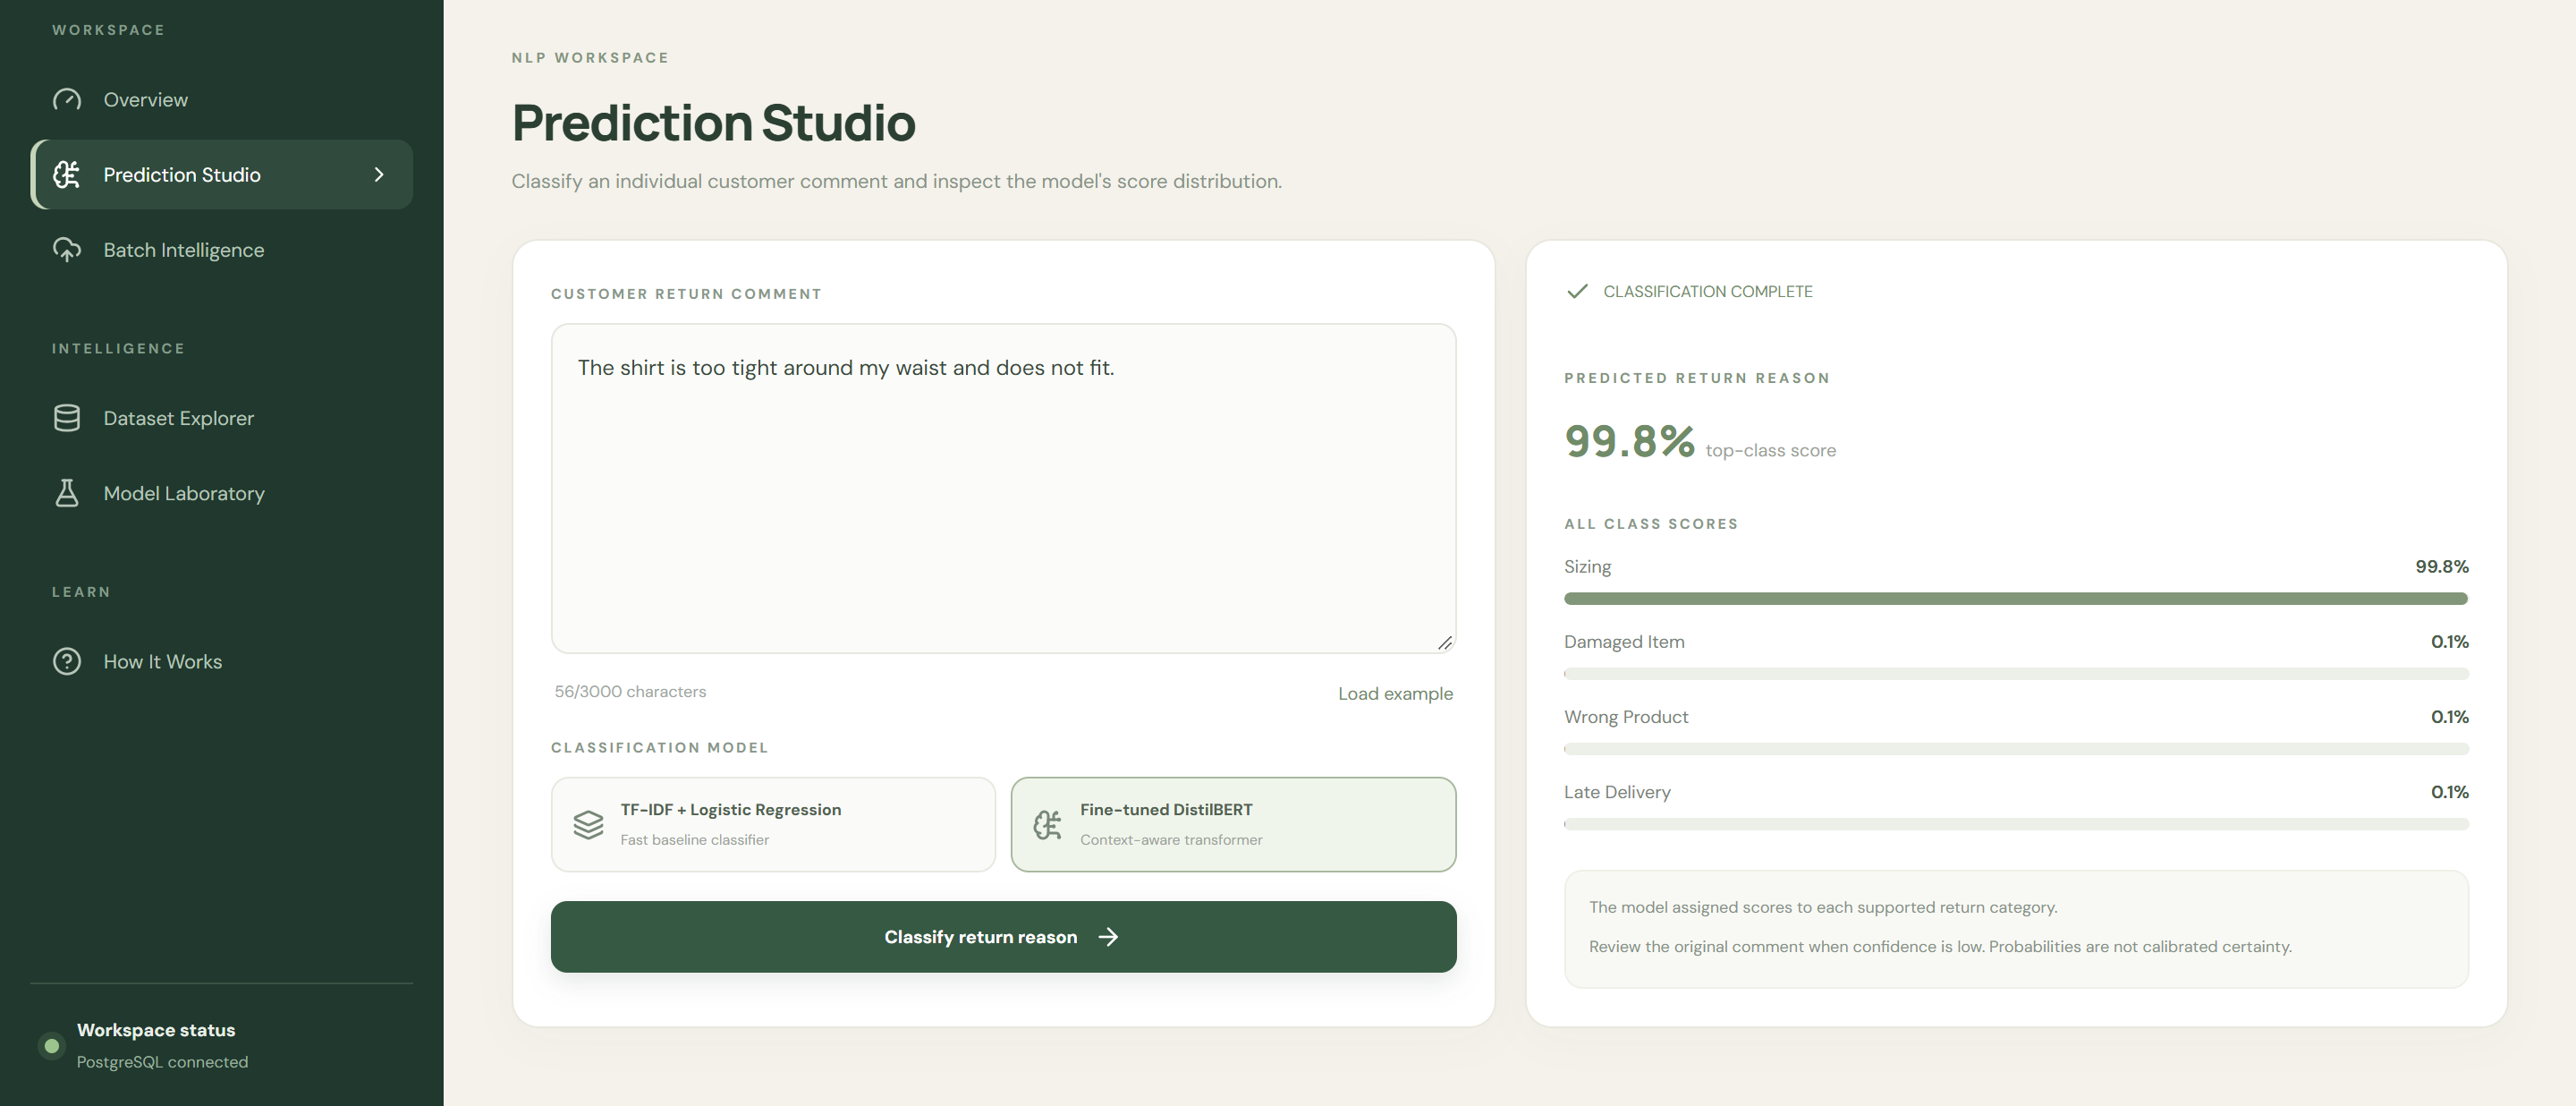 WORKSPACE
Overview
Prediction Studio
Batch Intelligence
INTELLIGENCE
Dataset Explorer
Model Laboratory
LEARN
How It Works
Workspace status
PostgreSQL connected
NLP WORKSPACE
Prediction Studio
Classify an individual customer comment and inspect the model's score distribution.
CUSTOMER RETURN COMMENT
The shirt is too tight around my waist and does not fit.
56/3000 characters
Load example
CLASSIFICATION MODEL
TF-IDF + Logistic Regression
Fast baseline classifier
Fine-tuned DistilBERT
Context-aware transformer
Classify return reason
CLASSIFICATION COMPLETE
PREDICTED RETURN REASON
99.8% top-class score
ALL CLASS SCORES
Sizing 99.8%
Damaged Item 0.1%
Wrong Product 0.1%
Late Delivery 0.1%
The model assigned scores to each supported return category.
Review the original comment when confidence is low. Probabilities are not calibrated certainty.